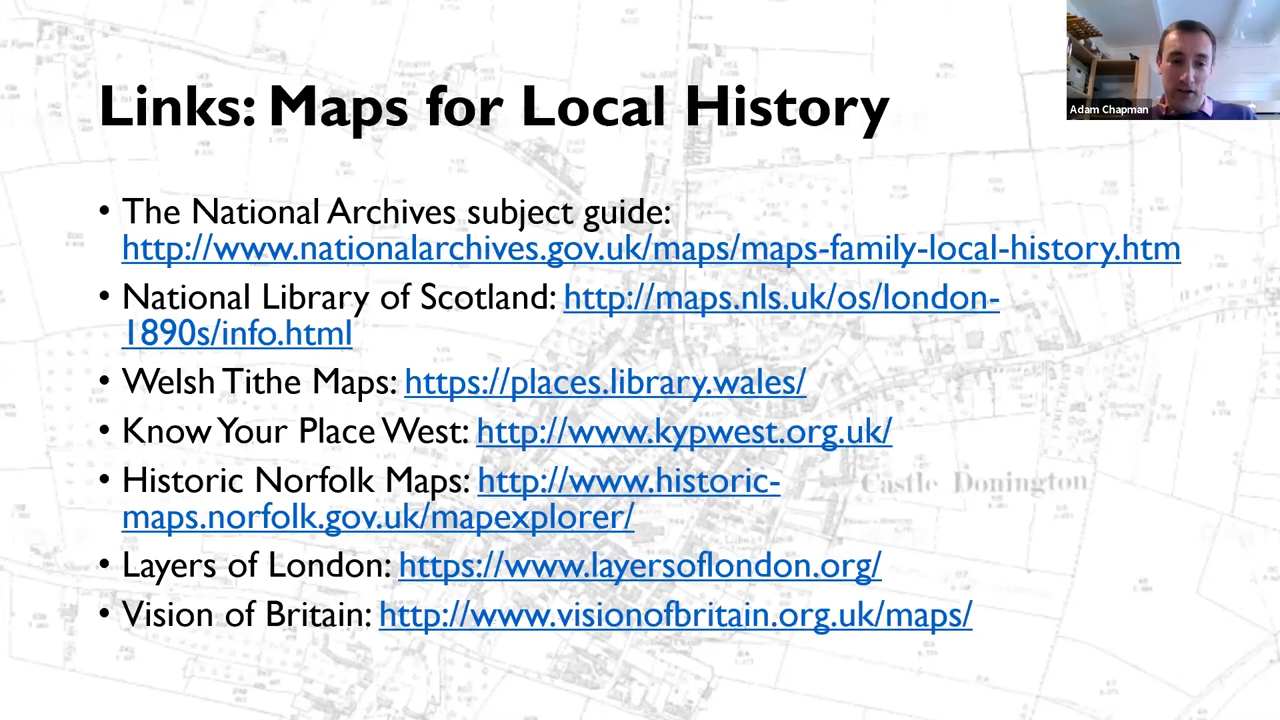 Links: Maps for Local History
Adam Chapman
• The National Archives subject guide:
http://www.nationalarchives.gov.uk/maps/maps-family-local-history.htm
• National Library of Scotland: http://maps.nls.uk/os/london-
1890s/info.html
• Welsh Tithe Maps: https://places.library.wales/
• Know Your Place West: http://www.kypwest.org.uk/
• Historic Norfolk Maps: http://www.historic-
maps.norfolk.gov.uk/mapexplorer/
Castle Donington
• Layers of London: https://www.layersoflondon.org/
• Vision of Britain: http://www.visionofbritain.org.uk/maps/